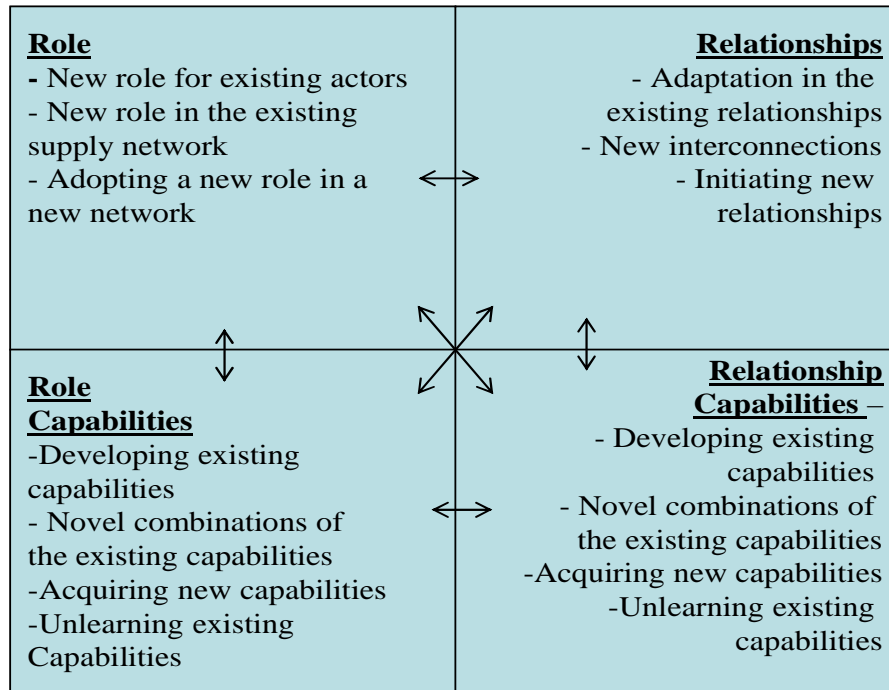 Role
- New role for existing actors
- New role in the existing
supply network
- Adopting a new role in a
new network
Relationships
- Adaptation in the
existing relationships
- New interconnections
- Initiating new
relationships
Role
Capabilities
-Developing existing
capabilities
- Novel combinations of
the existing capabilities
-Acquiring new capabilities
-Unlearning existing
Capabilities
Relationship
Capabilities –
- Developing existing
capabilities
- Novel combinations of
the existing capabilities
-Acquiring new capabilities
-Unlearning existing
capabilities